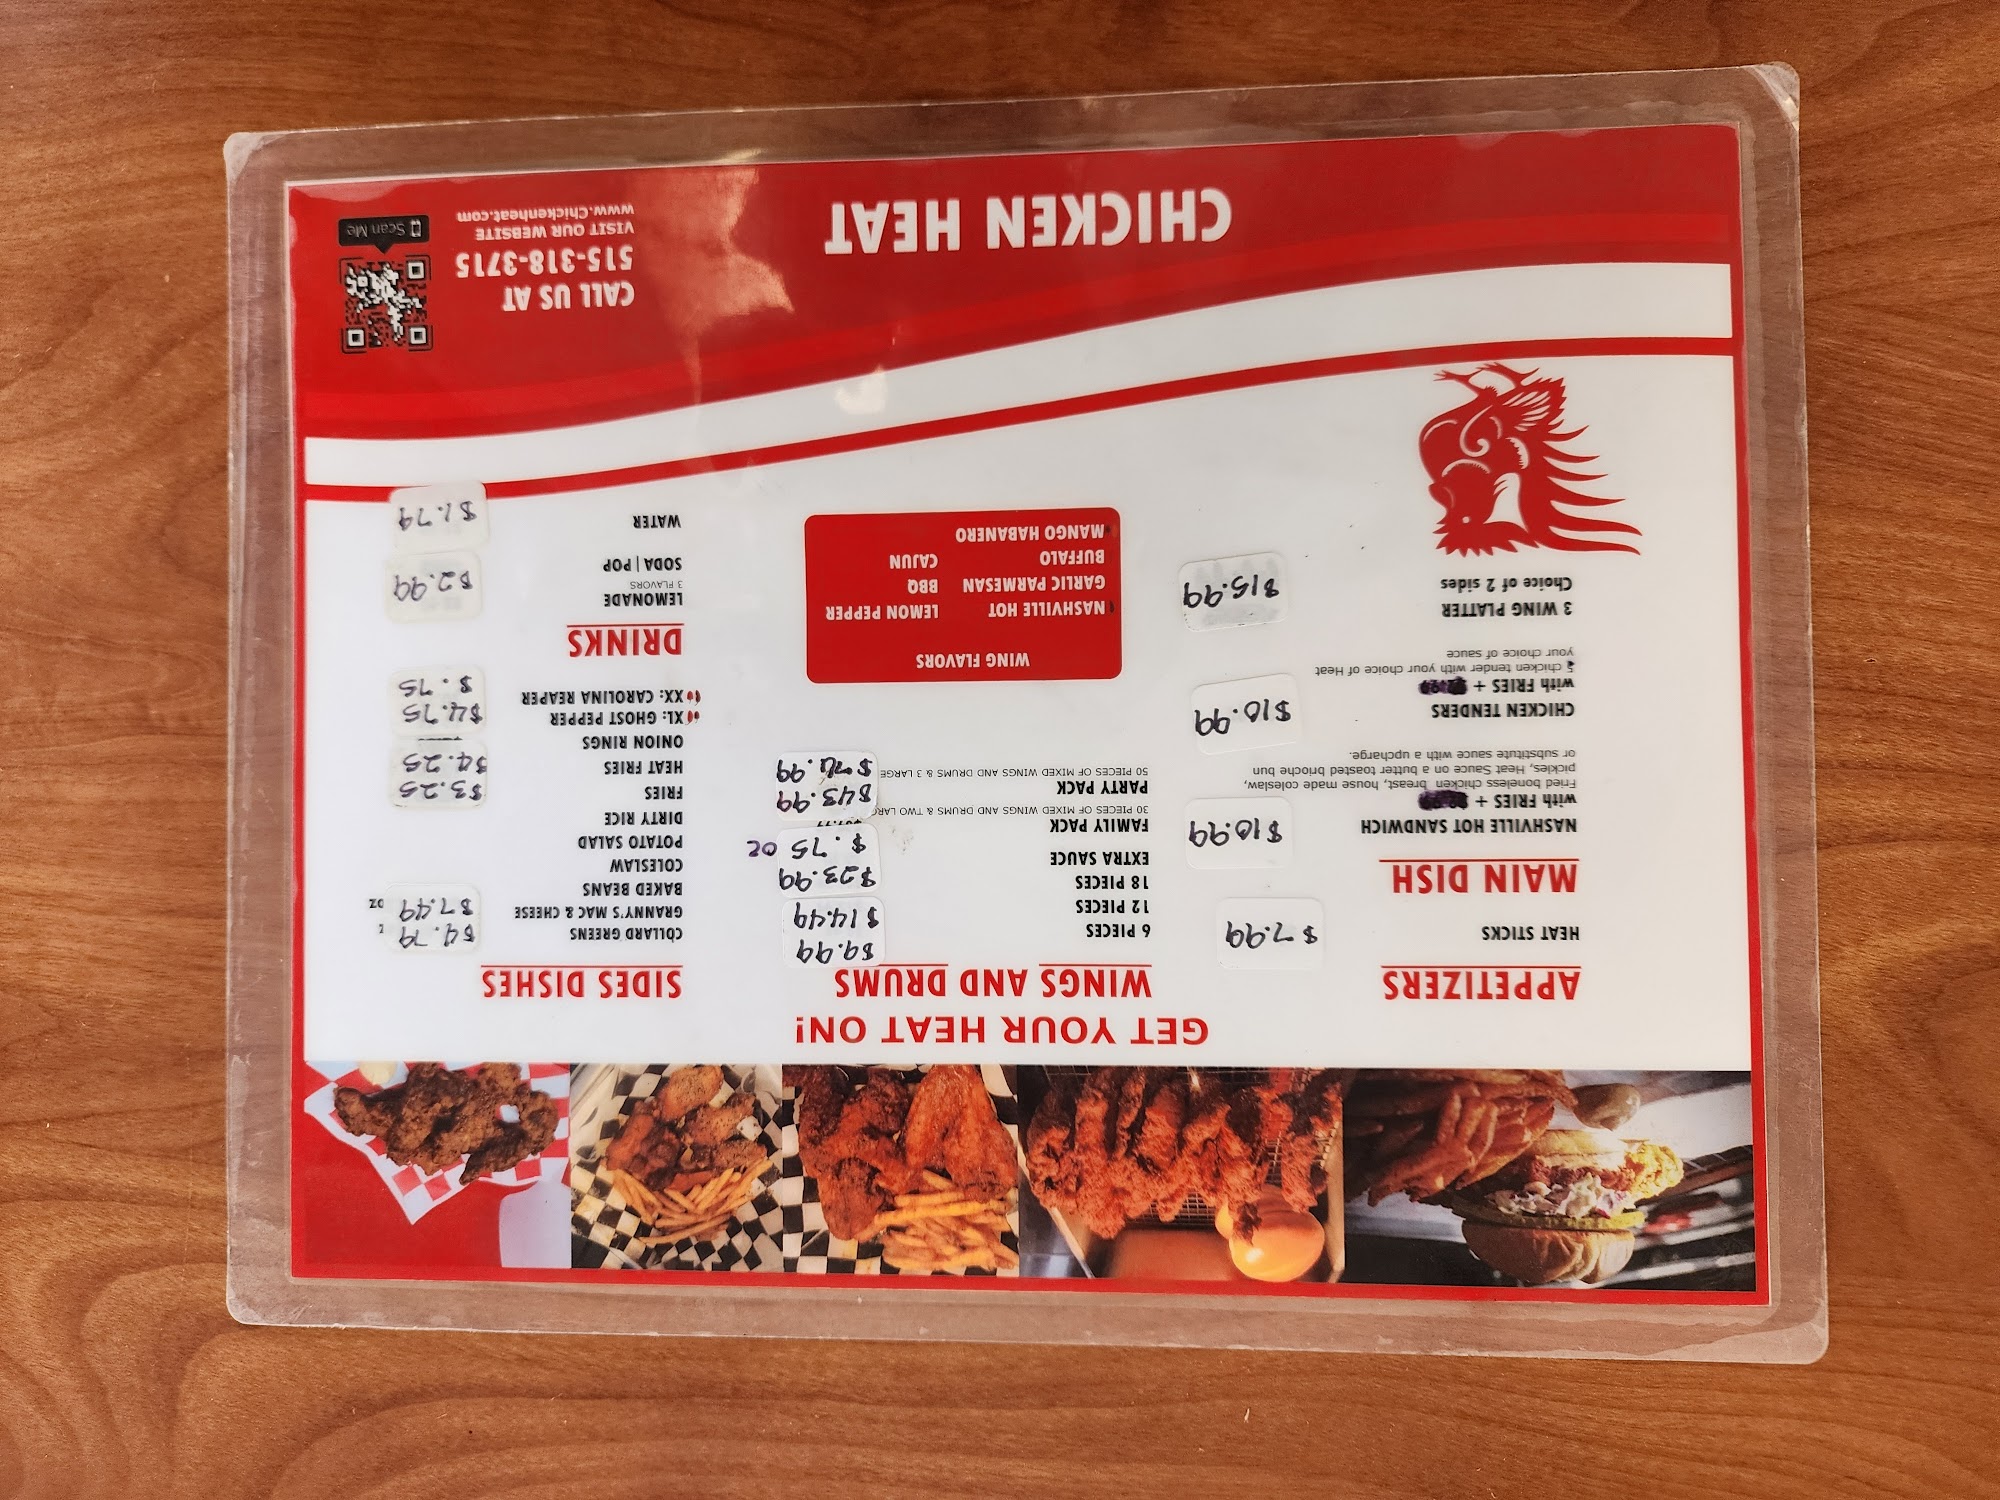 GET YOUR HEAT ON!
APPETIZERS
HEAT STICKS $7.99
MAIN DISH
NASHVILLE HOT SANDWICH $10.99
with FRIES +
Fried boneless chicken breast, house made coleslaw,
pickles, Heat Sauce on a butter toasted brioche bun
or substitute sauce with a upcharge.
CHICKEN TENDERS $10.99
with FRIES +
chicken tender with your choice of Heat
your choice of sauce
3 WING PLATTER $15.99
Choice of 2 sides
WINGS AND DRUMS
6 PIECES $9.99
12 PIECES $14.49
18 PIECES $23.99
EXTRA SAUCE $.75 OZ
FAMILY PACK $43.99
30 PIECES OF MIXED WINGS AND DRUMS & TWO
PARTY PACK
50 PIECES OF MIXED WINGS AND DRUMS & 3 LARGE
WING FLAVORS
NASHVILLE HOT LEMON PEPPER
GARLIC PARMESAN BBQ
BUFFALO CAJUN
MANGO HABANERO
SIDES DISHES
COLLARD GREENS $4.79
GRANNY'S MAC & CHEESE $7.49 OZ
BAKED BEANS
COLESLAW
POTATO SALAD
DIRTY RICE
FRIES $3.25
HEAT FRIES $4.25
ONION RINGS
XL: GHOST PEPPER $4.75
XX: CAROLINA REAPER $.75
DRINKS
LEMONADE
3 FLAVORS
SODA | POP $2.99
WATER $1.79
CALL US AT
515-318-3715
VISIT OUR WEBSITE
www.Chickenheat.com
Scan Me
CHICKEN HEAT